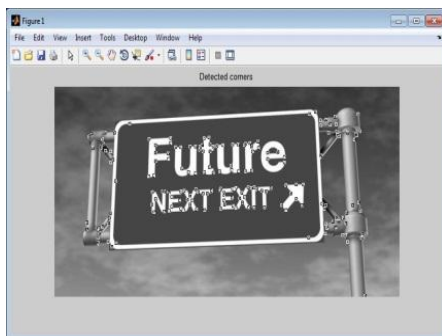 Figure 1
File Edit View Insert Tools Desktop Window Help
Detected corners
Future
NEXT EXIT